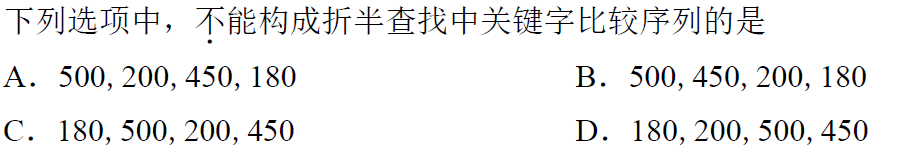 下列选项中，不能构成折半查找中关键字比较序列的是
A．500, 200, 450, 180 B．500, 450, 200, 180
C．180, 500, 200, 450 D．180, 200, 500, 450